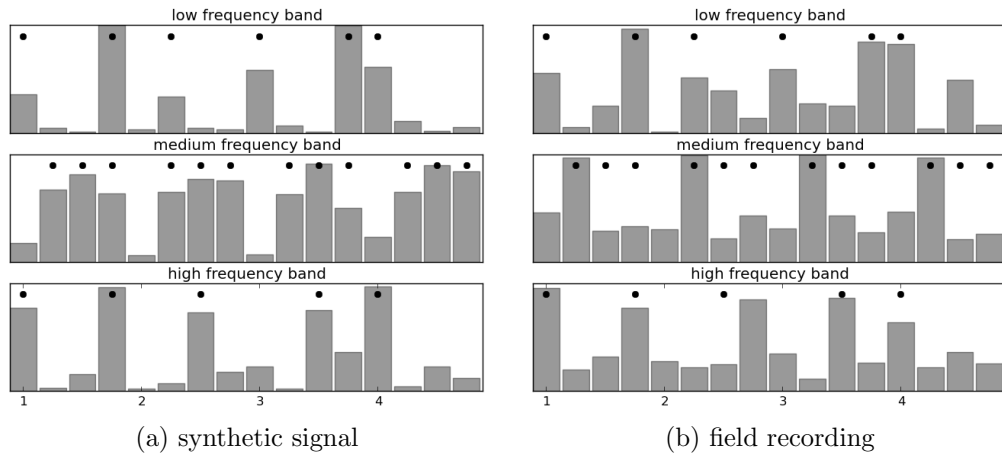 low frequency band
medium frequency band
high frequency band
1 2 3 4
(a) synthetic signal
low frequency band
medium frequency band
high frequency band
1 2 3 4
(b) field recording